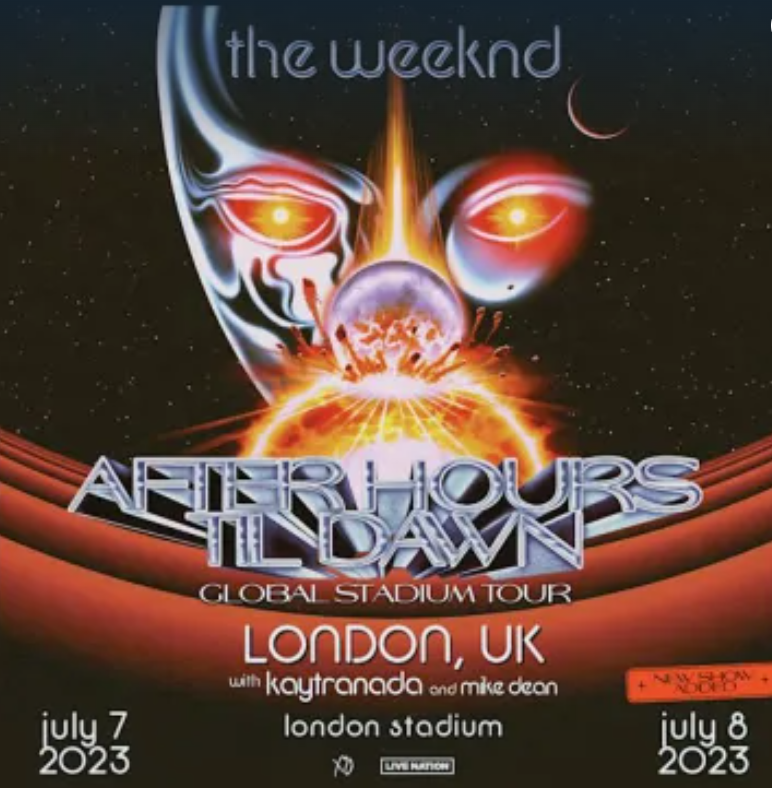 the weeknd
AFTER HOURS
TIL DAWN
GLOBAL STADIUM TOUR
LONDON, UK
with kaytranada and mike dean
+ NEW SHOW ADDED +
july 7
2023
london stadium
july 8
2023
XO
LIVE NATION